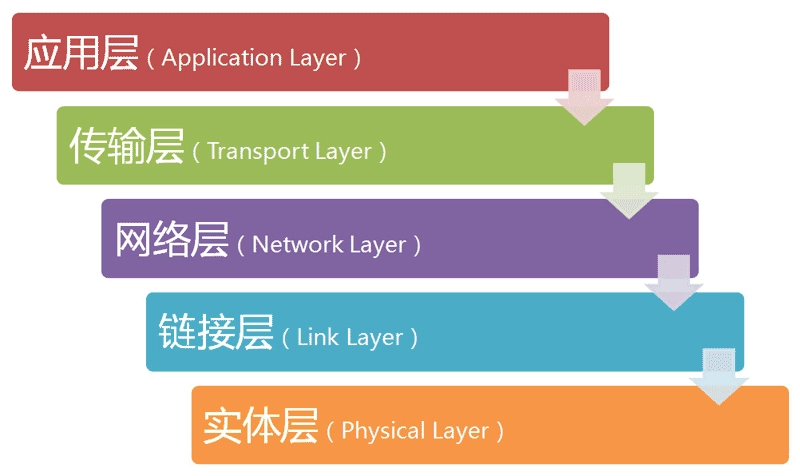 应用层（Application Layer）
传输层（Transport Layer）
网络层（Network Layer）
链接层（Link Layer）
实体层（Physical Layer）